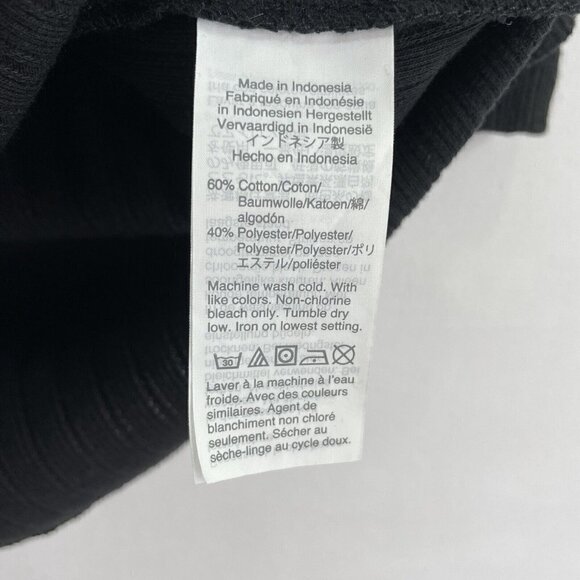 Made in Indonesia
Fabriqué en Indonésie
in Indonesien Hergestellt
Vervaardigd in Indonesië
インドネシア製
Hecho en Indonesia
60% Cotton/Coton/
Baumwolle/Katoen/綿/
algodón
40% Polyester/Polyester/
Polyester/Polyester/ポリ
エステル/poliéster
Machine wash cold. With
like colors. Non-chlorine
bleach only. Tumble dry
low. Iron on lowest setting.
30
Laver à la machine à l'eau
froide. Avec des couleurs
similaires. Agent de
blanchiment non chloré
seulement. Sécher au
sèche-linge au cycle doux.